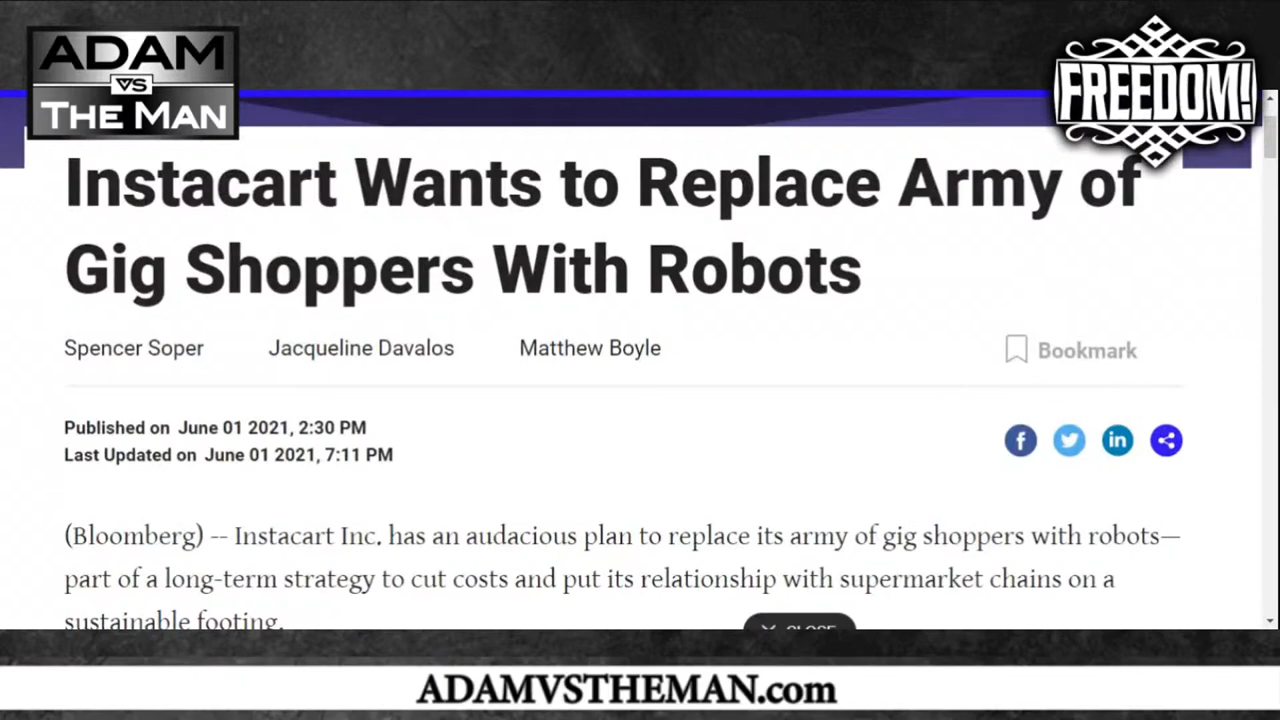 ADAM
VS
THE MAN
FREEDOM!
Instacart Wants to Replace Army of
Gig Shoppers With Robots
Spencer Soper Jacqueline Davalos Matthew Boyle
Bookmark
Published on June 01 2021, 2:30 PM
Last Updated on June 01 2021, 7:11 PM
(Bloomberg) -- Instacart Inc. has an audacious plan to replace its army of gig shoppers with robots—
part of a long-term strategy to cut costs and put its relationship with supermarket chains on a
sustainable footing.
CLOSE
ADAMVSTHEMAN.com